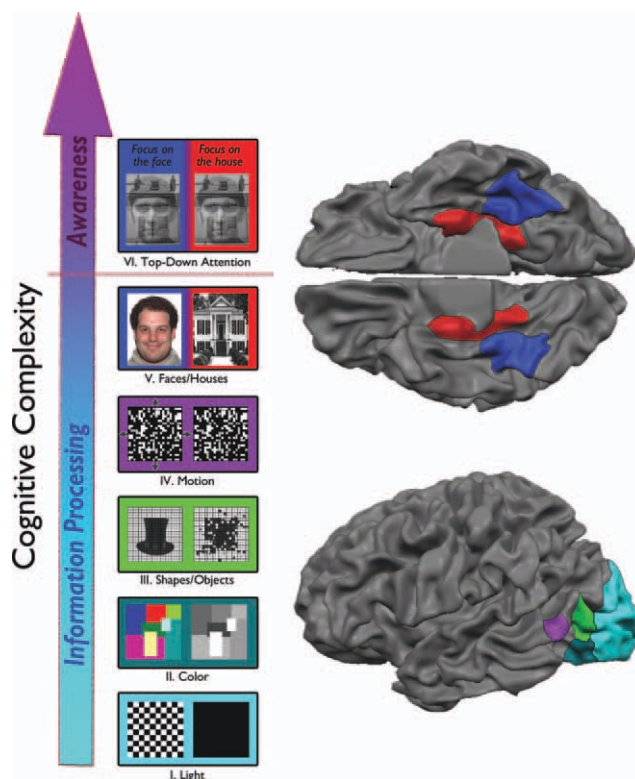 Cognitive Complexity
Awareness
Information Processing
Focus on
the face
Focus on
the house
VI. Top-Down Attention
V. Faces/Houses
IV. Motion
III. Shapes/Objects
II. Color
I. Light